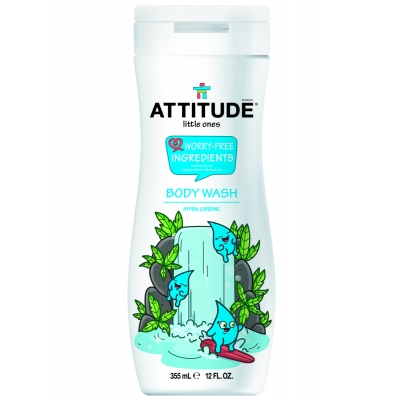 ATTITUDE®
little ones
WORRY-FREE
INGREDIENTS
BODY WASH
HYPOALLERGENIC
355 mL ℮ 12 FL. OZ.